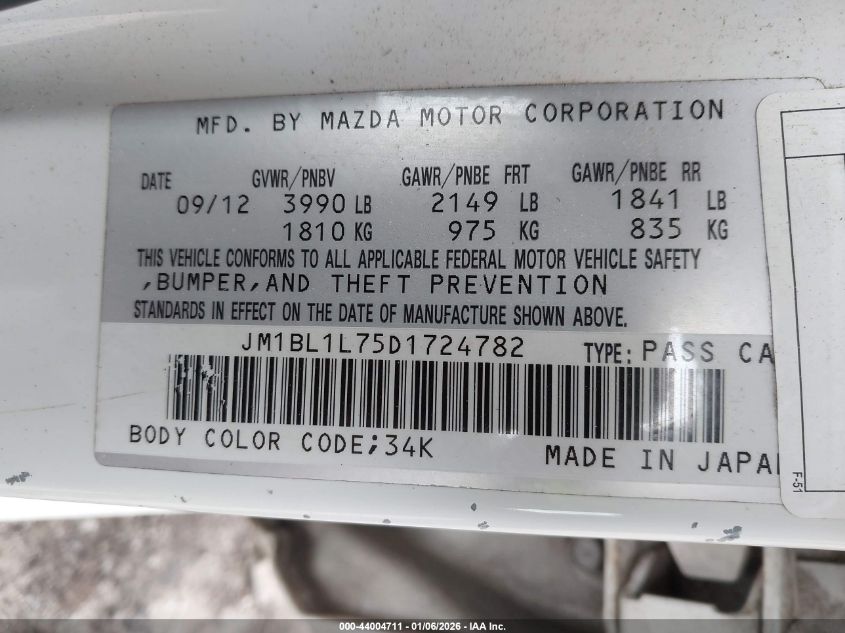 MFD. BY MAZDA MOTOR CORPORATION
DATE GVWR/PNBV GAWR/PNBE FRT GAWR/PNBE RR
09/12 3990 LB 2149 LB 1841 LB
1810 KG 975 KG 835 KG
THIS VEHICLE CONFORMS TO ALL APPLICABLE FEDERAL MOTOR VEHICLE SAFETY
,BUMPER,AND THEFT PREVENTION
STANDARDS IN EFFECT ON THE DATE OF MANUFACTURE SHOWN ABOVE.
JM1BL1L75D1724782 TYPE: PASS CA
BODY COLOR CODE;34K MADE IN JAPA
F-51
000-44004711 - 01/06/2026 - IAA Inc.